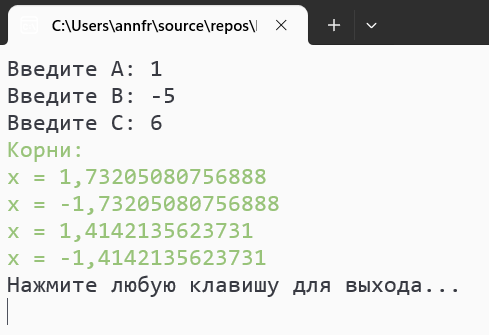 C:\Users\annfr\source\repos\
Введите A: 1
Введите B: -5
Введите C: 6
Корни:
x = 1,73205080756888
x = -1,73205080756888
x = 1,4142135623731
x = -1,4142135623731
Нажмите любую клавишу для выхода...